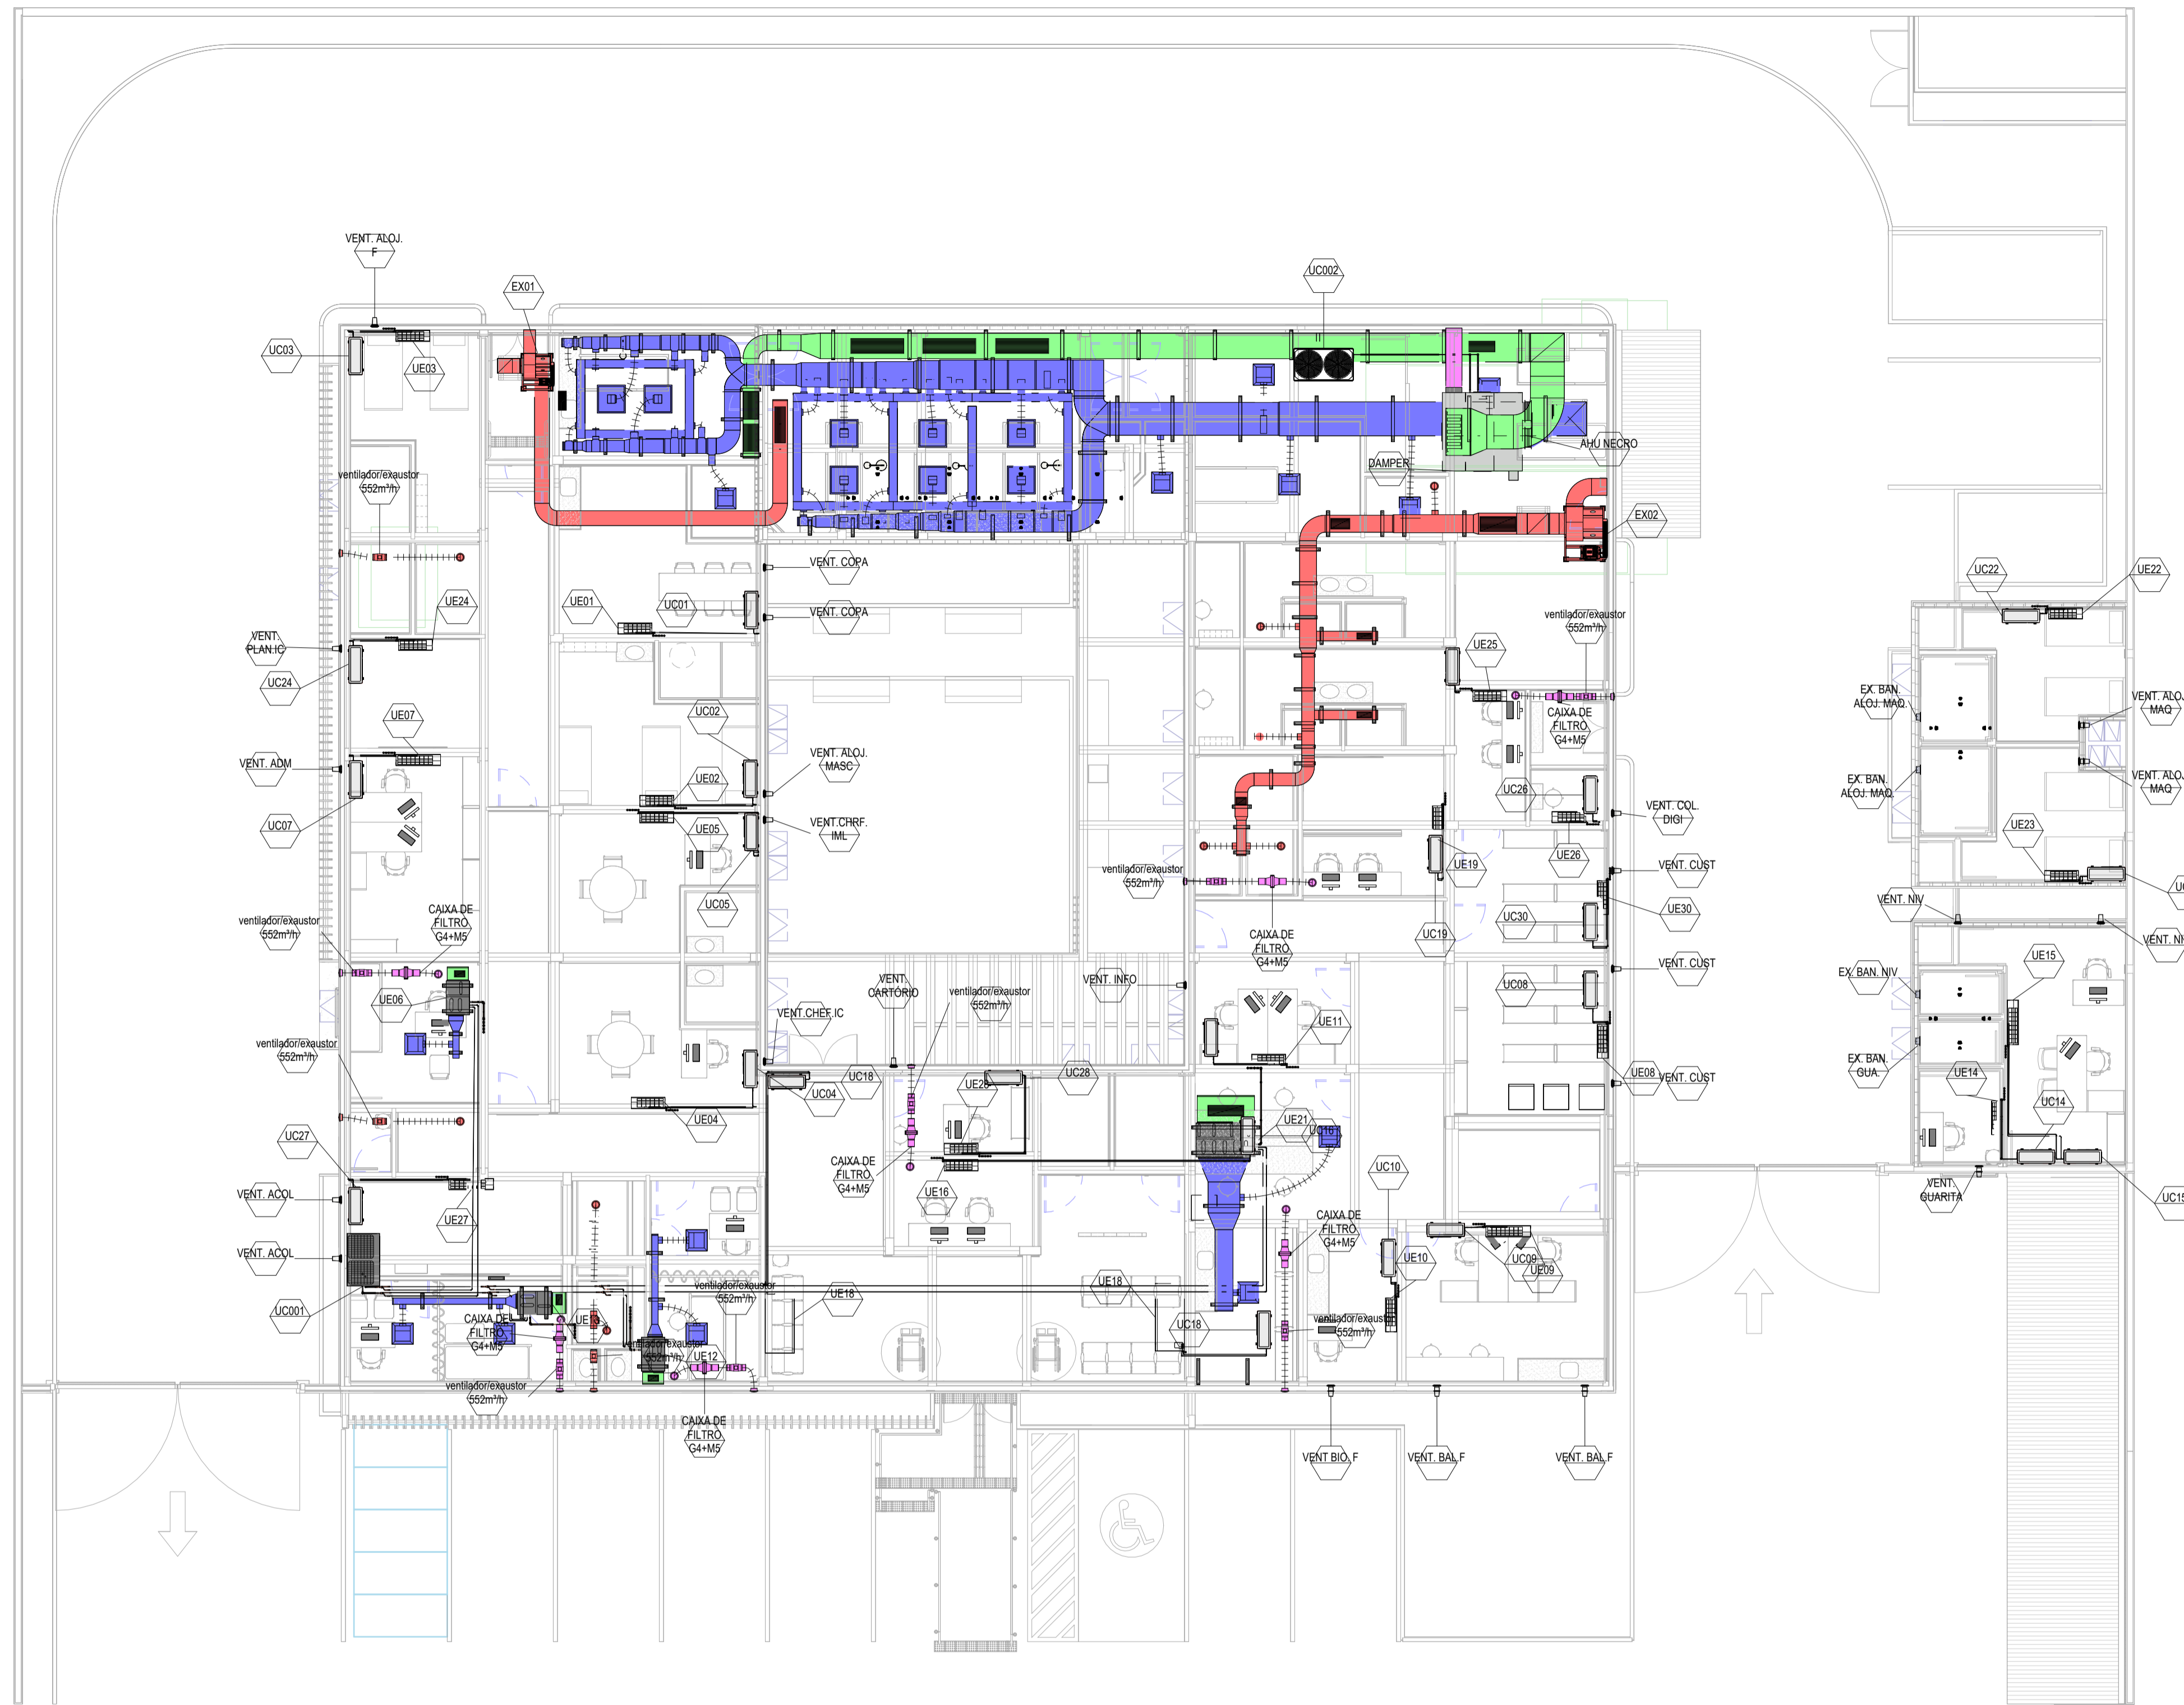 VENT. ALOJ.
F
EX01
UC002
UC03
UE03
AHU NECRO
DAMPER
ventilador/exaustor
552m³/h
EX02
VENT. COPA
UC22
UE22
UE24
UE01
UC01
VENT. COPA
ventilador/exaustor
552m³/h
VENT.
PLAN.IC
UE25
UC24
EX. BAN.
ALOJ. MAQ.
VENT. ALOJ.
MAQ
UE07
UC02
CAIXA DE
FILTRO
G4+M5
VENT. ADM
VENT. ALOJ.
MASC
UE02
EX. BAN.
ALOJ. MAQ.
VENT. ALOJ.
MAQ
UC26
VENT. COL.
DIGI
UC07
UE05
VENT.CHRF.
IML
UE23
UE26
UE19
ventilador/exaustor
552m³/h
VENT. CUST
UC05
CAIXA DE
FILTRO
G4+M5
ventilador/exaustor
552m³/h
UC30
UE30
VENT. NIV
UC19
CAIXA DE
FILTRO
G4+M5
UE15
VENT.
CARTÓRIO
VENT. INFO
VENT. CUST
EX. BAN. NIV
UE06
ventilador/exaustor
552m³/h
UC08
VENT.CHEF.IC
UE11
ventilador/exaustor
552m³/h
EX. BAN.
GUA.
UE14
UC18
UE28
UC28
UE08
VENT. CUST
UC04
UC14
UE04
UE21
UC16
UC27
CAIXA DE
FILTRO
G4+M5
UC10
VENT. ACOL
UE16
VENT.
GUARITA
UC15
UE27
CAIXA DE
FILTRO
G4+M5
VENT. ACOL
UE10
UC09
UE09
UE18
UE18
ventilador/exaustor
552m³/h
UC001
CAIXA DE
FILTRO
G4+M5
UE13
UC18
ventilador/exaustor
552m³/h
ventilador/exaustor
552m³/h
UE12
ventilador/exaustor
552m³/h
CAIXA DE
FILTRO
G4+M5
VENT BIO. F
VENT. BAL.F
VENT. BAL.F